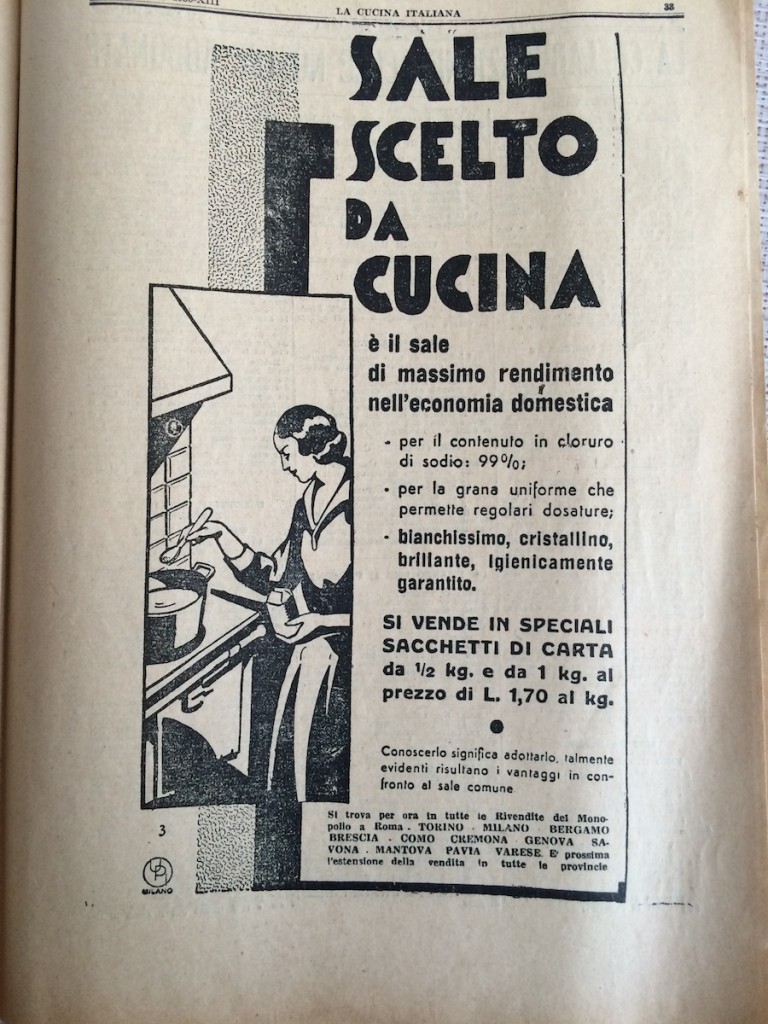 LA CUCINA ITALIANA
38
SALE
SCELTO
DA
CUCINA
è il sale
di massimo rendimento
nell'economia domestica
- per il contenuto in cloruro
di sodio: 99%;
- per la grana uniforme che
permette regolari dosature;
- bianchissimo, cristallino,
brillante, Igienicamente
garantito.
SI VENDE IN SPECIALI
SACCHETTI DI CARTA
da ½ kg. e da 1 kg. al
prezzo di L. 1,70 al kg.
Conoscerlo significa adottarlo, talmente
evidenti risultano i vantaggi in con-
fronto al sale comune
Si trova per ora in tutte le Rivendite del Mono-
pollo a Roma - TORINO - MILANO BERGAMO
BRESCIA - COMO CREMONA GENOVA SA-
VONA - MANTOVA PAVIA VARESE. E' prossima
l'estensione della vendita in tutte le provincie
3
MILANO